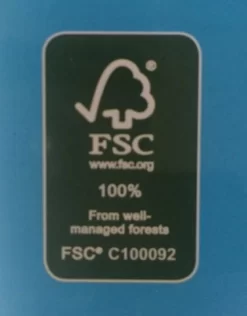 ®
FSC
www.fsc.org
100%
From well-
managed forests
FSC® C100092